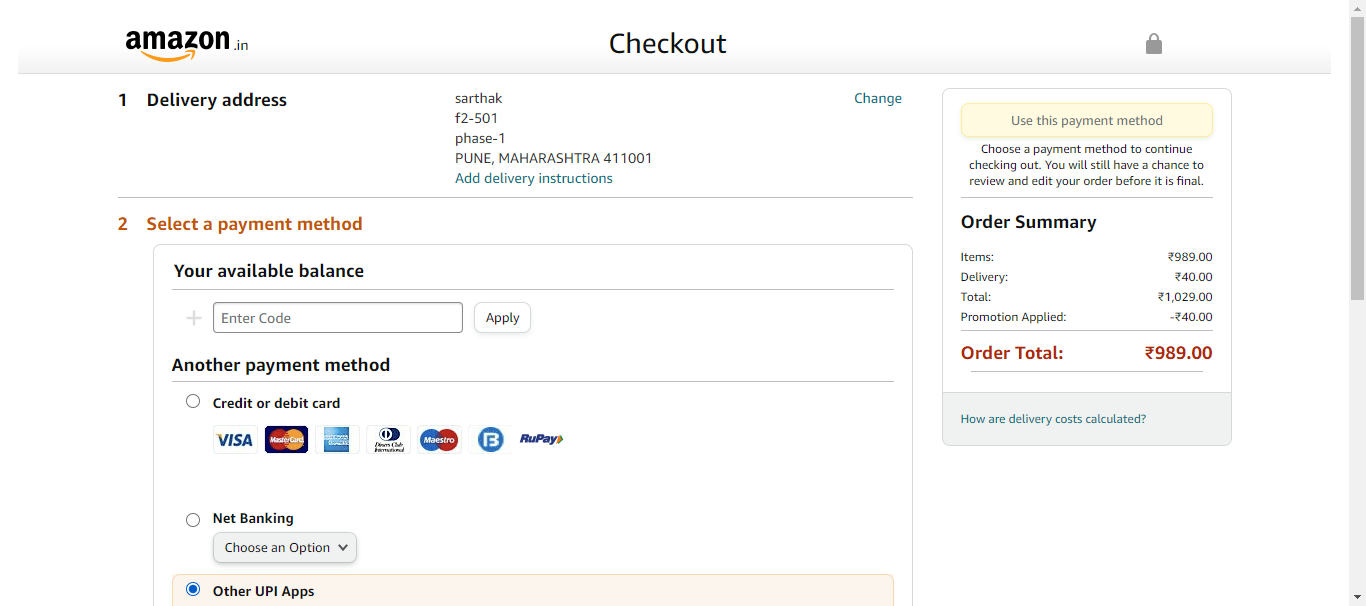 amazon.in
Checkout
1 Delivery address
sarthak
f2-501
phase-1
PUNE, MAHARASHTRA 411001
Add delivery instructions
Change
2 Select a payment method
Your available balance
Enter Code
Apply
Another payment method
Credit or debit card
VISA MasterCard AMERICAN EXPRESS Diners Club International Maestro B RuPay
Net Banking
Choose an Option
Other UPI Apps
Use this payment method
Choose a payment method to continue
checking out. You will still have a chance to
review and edit your order before it is final.
Order Summary
Items: ₹989.00
Delivery: ₹40.00
Total: ₹1,029.00
Promotion Applied: -₹40.00
Order Total: ₹989.00
How are delivery costs calculated?